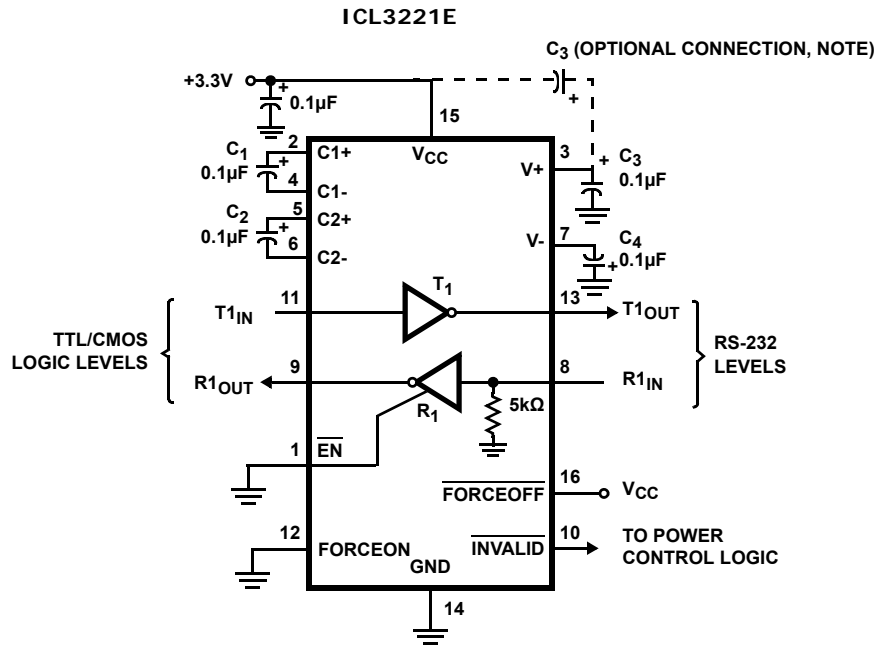 ICL3221E
C3 (OPTIONAL CONNECTION, NOTE)
+3.3V
+
0.1µF
+
15
2
C1+
VCC
3
+
C1
0.1µF
+
V+
C3
0.1µF
4
C1-
5
C2+
C2
0.1µF
+
V-
7
C4
0.1µF
+
6
C2-
T1
T1IN
11
13
T1OUT
TTL/CMOS
LOGIC LEVELS
RS-232
LEVELS
R1OUT
9
8
R1IN
R1
5kΩ
1
EN
FORCEOFF
16
VCC
12
FORCEON
INVALID
10
TO POWER
CONTROL LOGIC
GND
14